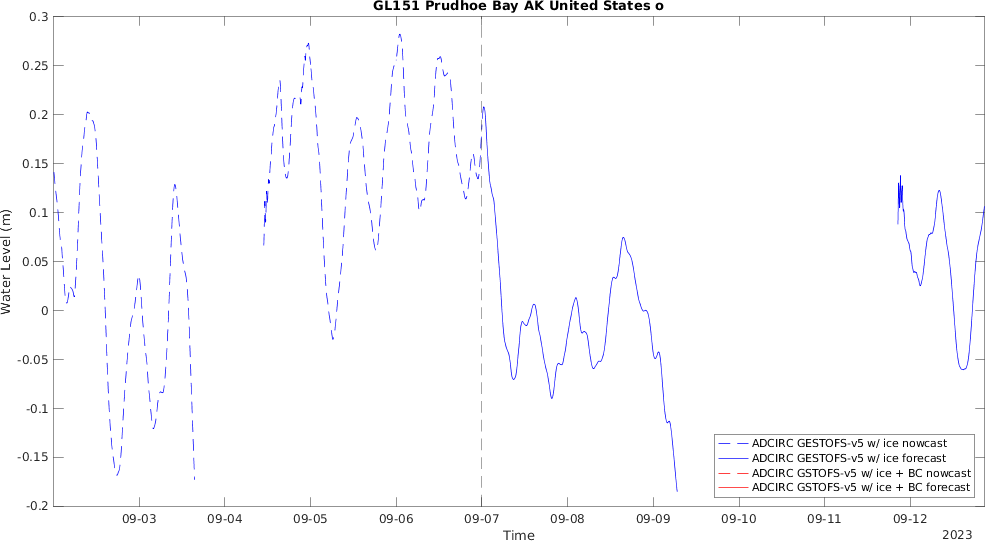 GL151 Prudhoe Bay AK United States o
0.3
0.25
0.2
0.15
0.1
0.05
0
-0.05
-0.1
-0.15
-0.2
Water Level (m)
ADCIRC GESTOFS-v5 w/ ice nowcast
ADCIRC GESTOFS-v5 w/ ice forecast
ADCIRC GSTOFS-v5 w/ ice + BC nowcast
ADCIRC GSTOFS-v5 w/ ice + BC forecast
09-03 09-04 09-05 09-06 09-07 09-08 09-09 09-10 09-11 09-12
Time
2023